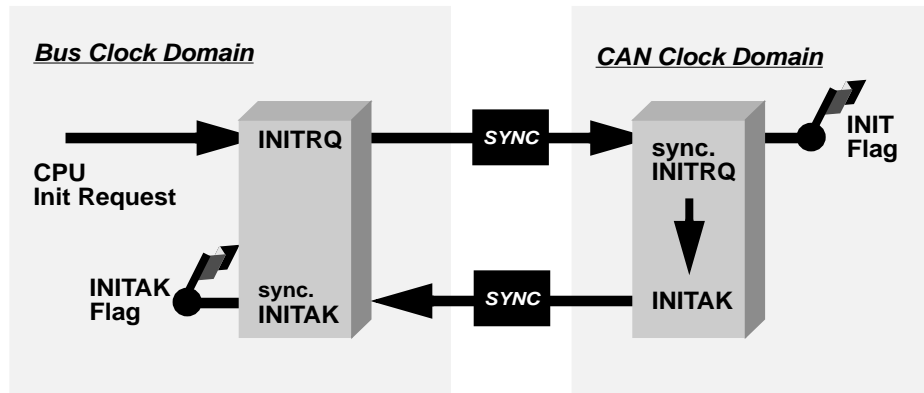 Bus Clock Domain
CAN Clock Domain
INITRQ
SYNC
sync.
INITRQ
INIT
Flag
CPU
Init Request
INITAK
Flag
sync.
INITAK
SYNC
INITAK